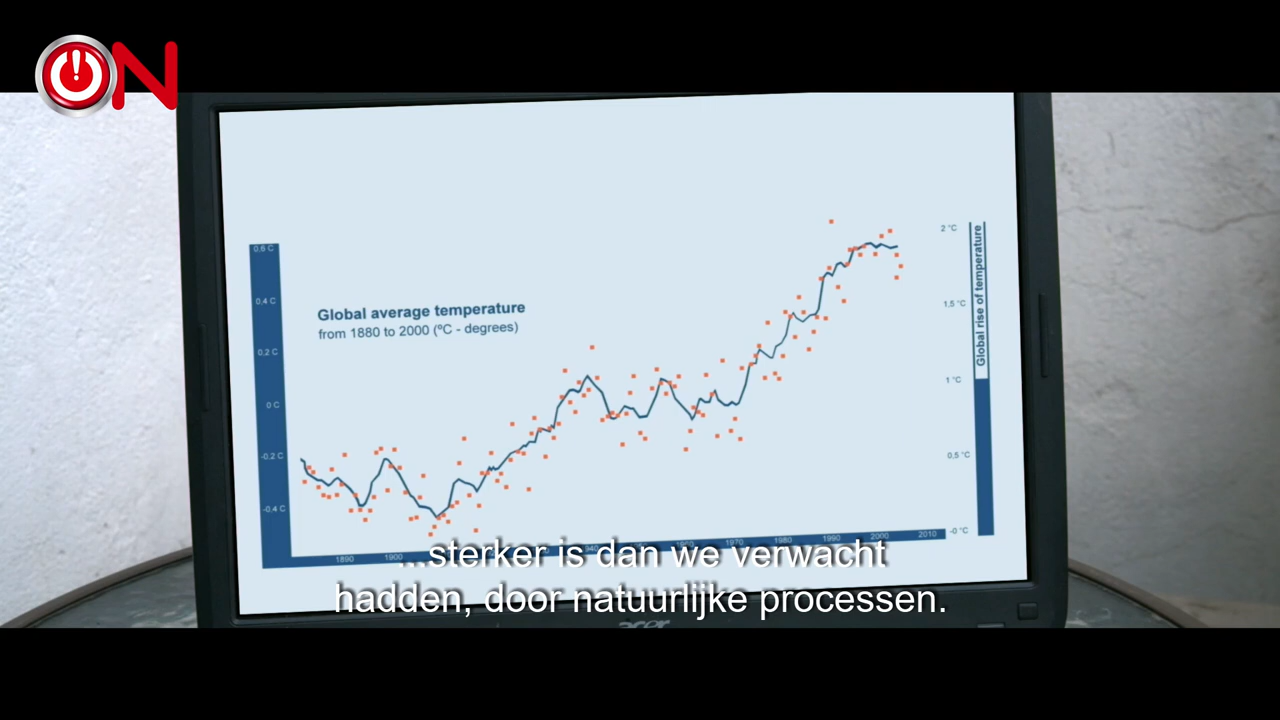 ON
0,6 C
0,4 C
0,2 C
0 C
-0,2 C
-0,4 C
Global average temperature
from 1880 to 2000 (ºC - degrees)
2 °C
1,5 °C
1 °C
0,5 °C
-0 °C
Global rise of temperature
1890 1900 1970 1980 1990 2000 2010
...sterker is dan we verwacht
hadden, door natuurlijke processen.
acer